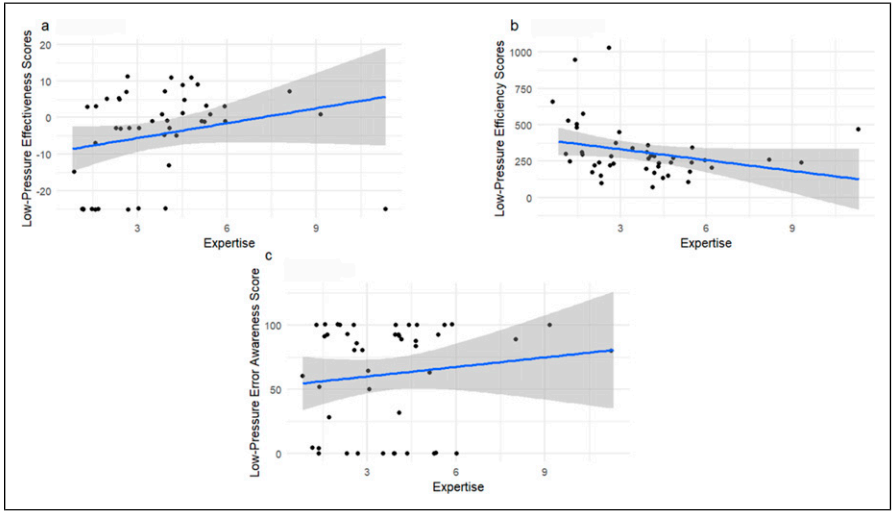 a
Low-Pressure Effectiveness Scores
20
10
0
-10
-20
3 6 9
Expertise
b
Low-Pressure Efficiency Scores
1000
750
500
250
0
3 6 9
Expertise
c
Low-Pressure Error Awareness Score
100
50
0
3 6 9
Expertise